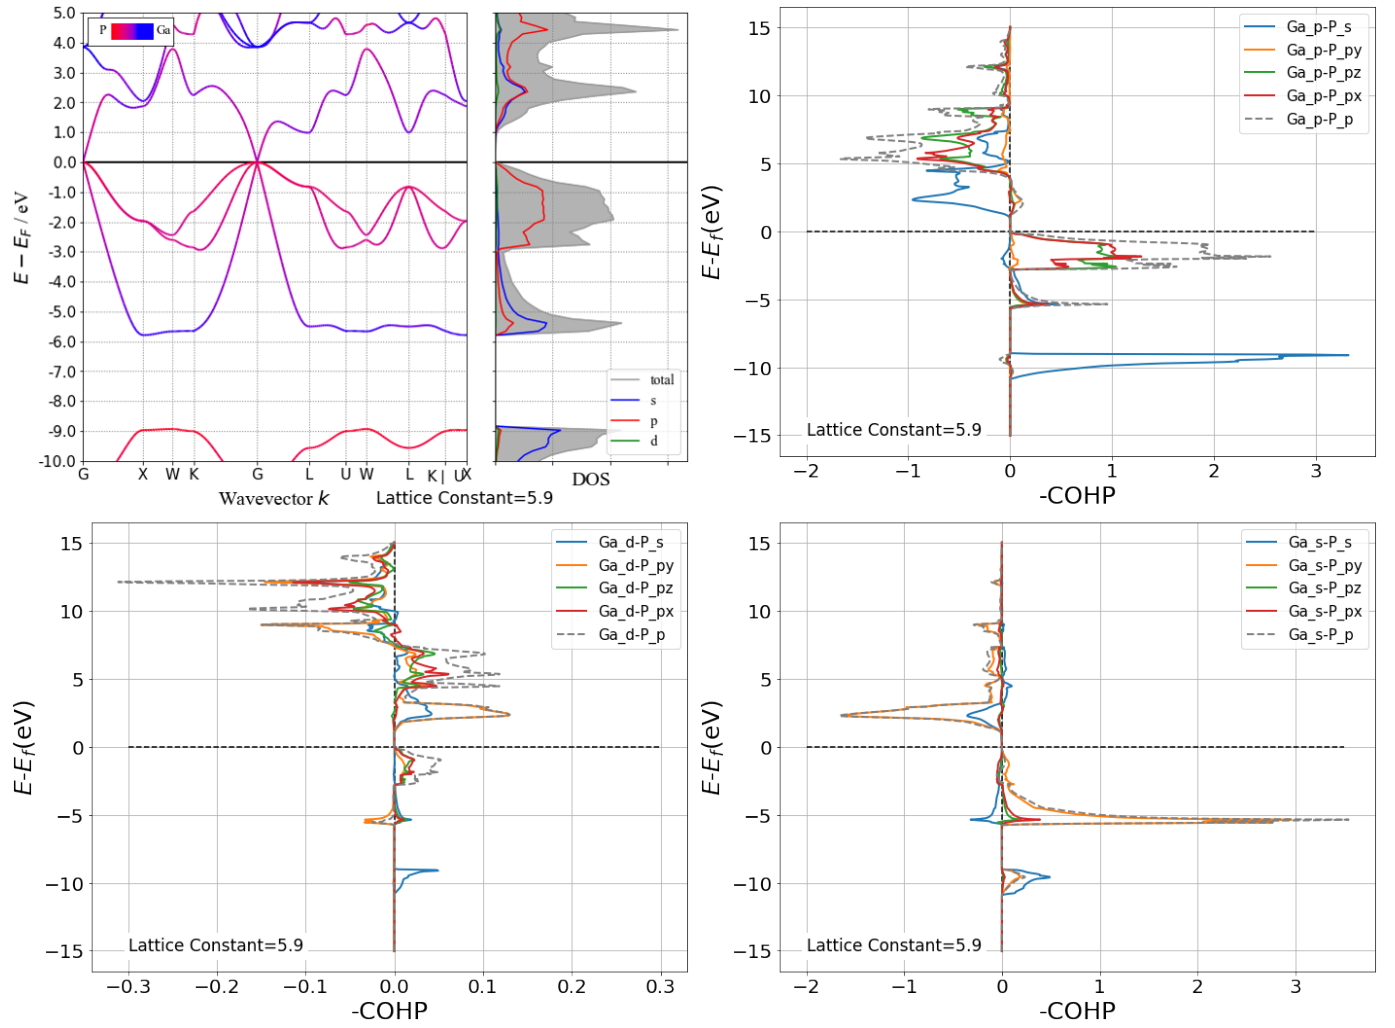 5.0
4.0
3.0
2.0
1.0
0.0
-1.0
-2.0
-3.0
-4.0
-5.0
-6.0
-7.0
-8.0
-9.0
-10.0
E − E_F / eV
P Ga
G X W K G L U W L K| UX
Wavevector k
Lattice Constant=5.9
total
s
p
d
DOS
15
10
5
0
−5
−10
−15
E-E_f(eV)
Ga_p-P_s
Ga_p-P_py
Ga_p-P_pz
Ga_p-P_px
Ga_p-P_p
Lattice Constant=5.9
−2 −1 0 1 2 3
-COHP
15
10
5
0
−5
−10
−15
E-E_f(eV)
Ga_d-P_s
Ga_d-P_py
Ga_d-P_pz
Ga_d-P_px
Ga_d-P_p
Lattice Constant=5.9
−0.3 −0.2 −0.1 0.0 0.1 0.2 0.3
-COHP
15
10
5
0
−5
−10
−15
E-E_f(eV)
Ga_s-P_s
Ga_s-P_py
Ga_s-P_pz
Ga_s-P_px
Ga_s-P_p
Lattice Constant=5.9
−2 −1 0 1 2 3
-COHP